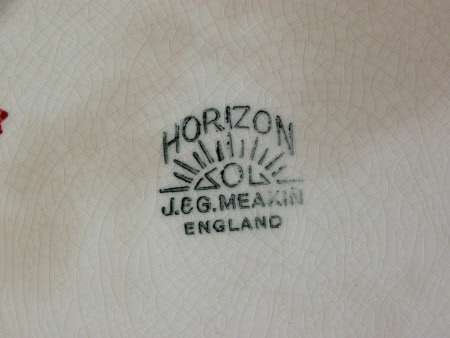 HORIZON
SOL
J.&G. MEAKIN
ENGLAND